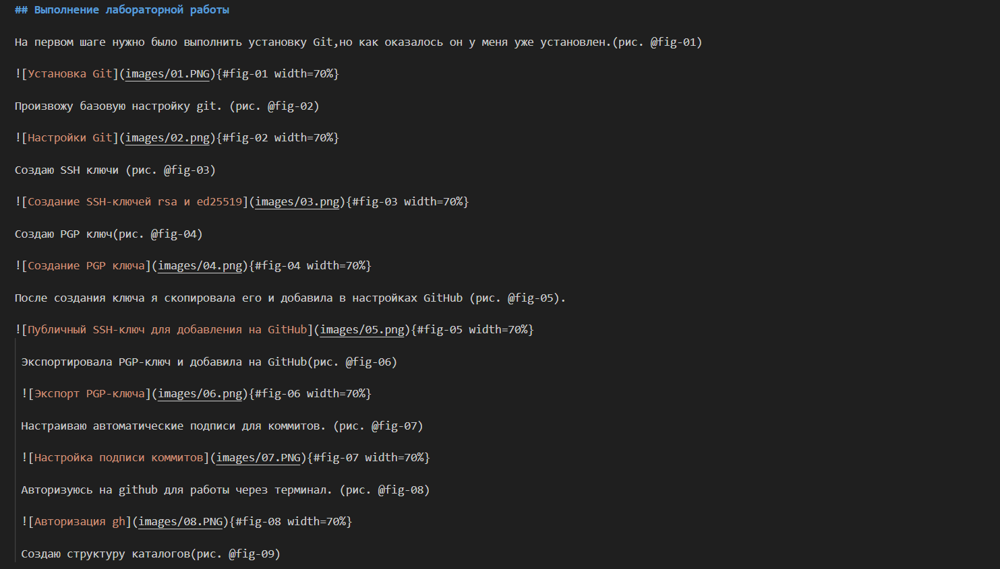 ## Выполнение лабораторной работы
На первом шаге нужно было выполнить установку Git,но как оказалось он у меня уже установлен.(рис. @fig-01)
![Установка Git](images/01.PNG){#fig-01 width=70%}
Произвожу базовую настройку git. (рис. @fig-02)
![Настройки Git](images/02.png){#fig-02 width=70%}
Создаю SSH ключи (рис. @fig-03)
![Создание SSH-ключей rsa и ed25519](images/03.png){#fig-03 width=70%}
Создаю PGP ключ(рис. @fig-04)
![Создание PGP ключа](images/04.png){#fig-04 width=70%}
После создания ключа я скопировала его и добавила в настройках GitHub (рис. @fig-05).
![Публичный SSH-ключ для добавления на GitHub](images/05.png){#fig-05 width=70%}
Экспортировала PGP-ключ и добавила на GitHub(рис. @fig-06)
![Экспорт PGP-ключа](images/06.png){#fig-06 width=70%}
Настраиваю автоматические подписи для коммитов. (рис. @fig-07)
![Настройка подписи коммитов](images/07.PNG){#fig-07 width=70%}
Авторизуюсь на github для работы через терминал. (рис. @fig-08)
![Авторизация gh](images/08.PNG){#fig-08 width=70%}
Создаю структуру каталогов(рис. @fig-09)